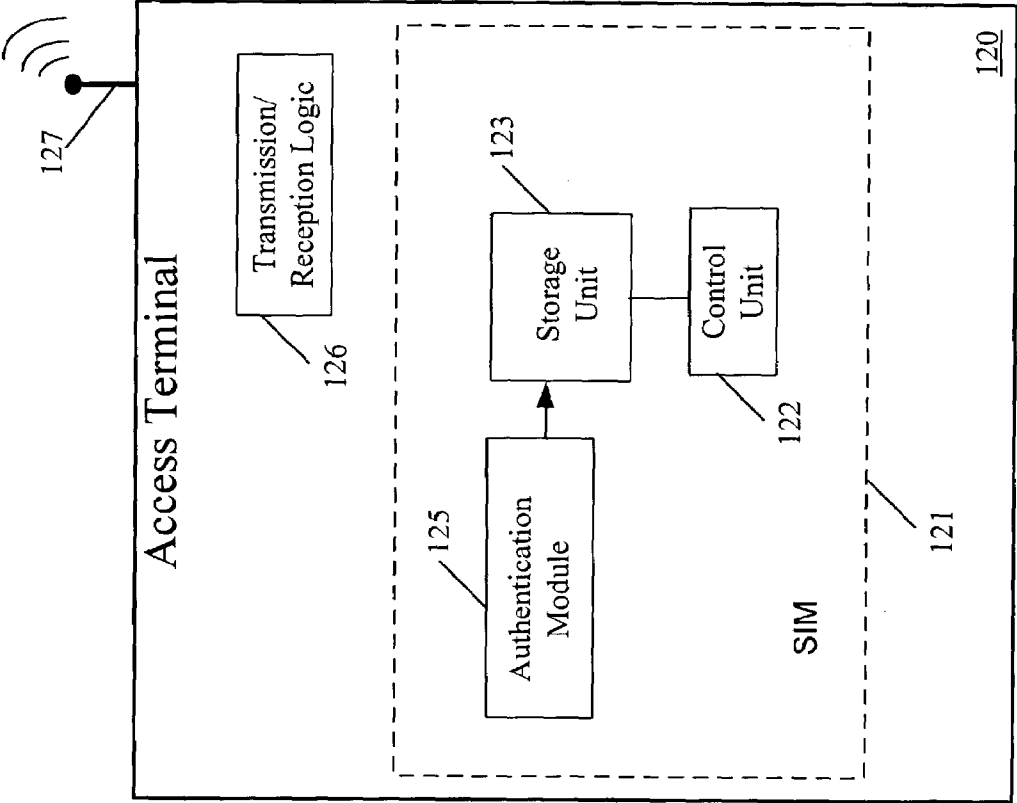 Access Terminal
127
126
Transmission/
Reception Logic
125
Authentication
Module
123
Storage
Unit
122
Control
Unit
SIM
121
120